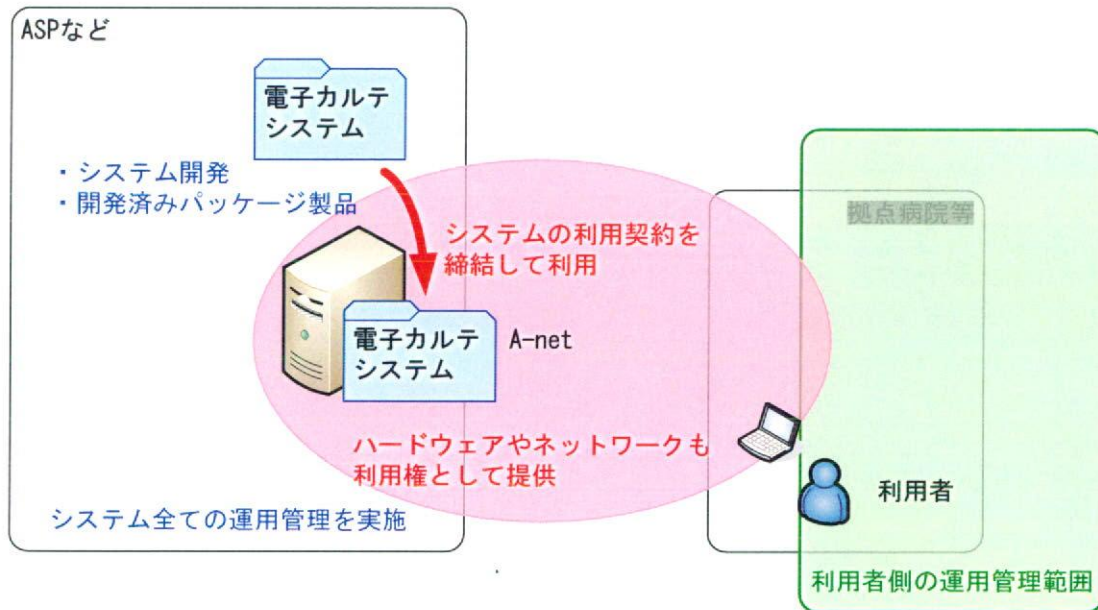 ASPなど
電子カルテ
システム
・システム開発
・開発済みパッケージ製品
システムの利用契約を
締結して利用
拠点病院等
電子カルテ
システム
A-net
ハードウェアやネットワークも
利用権として提供
利用者
システム全ての運用管理を実施
利用者側の運用管理範囲